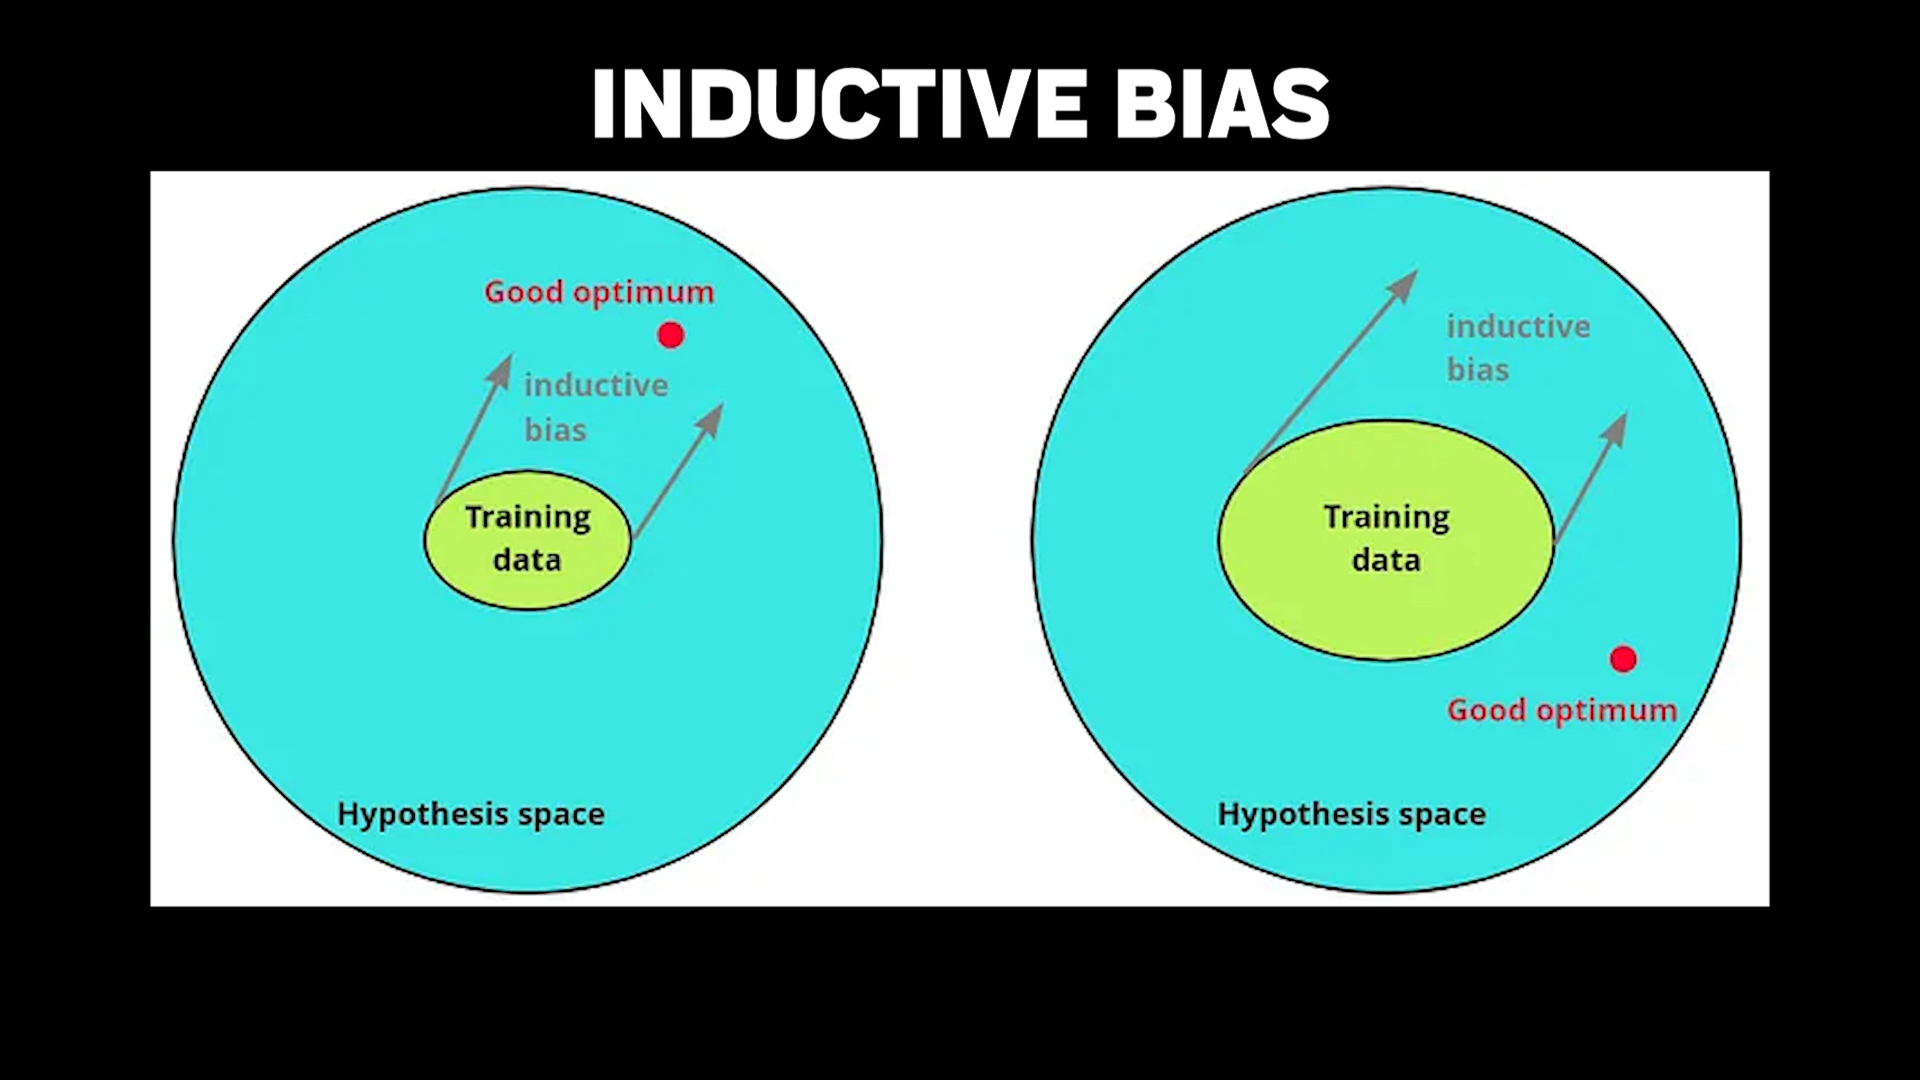 INDUCTIVE BIAS
Good optimum
inductive
bias
Training
data
Hypothesis space
inductive
bias
Training
data
Good optimum
Hypothesis space